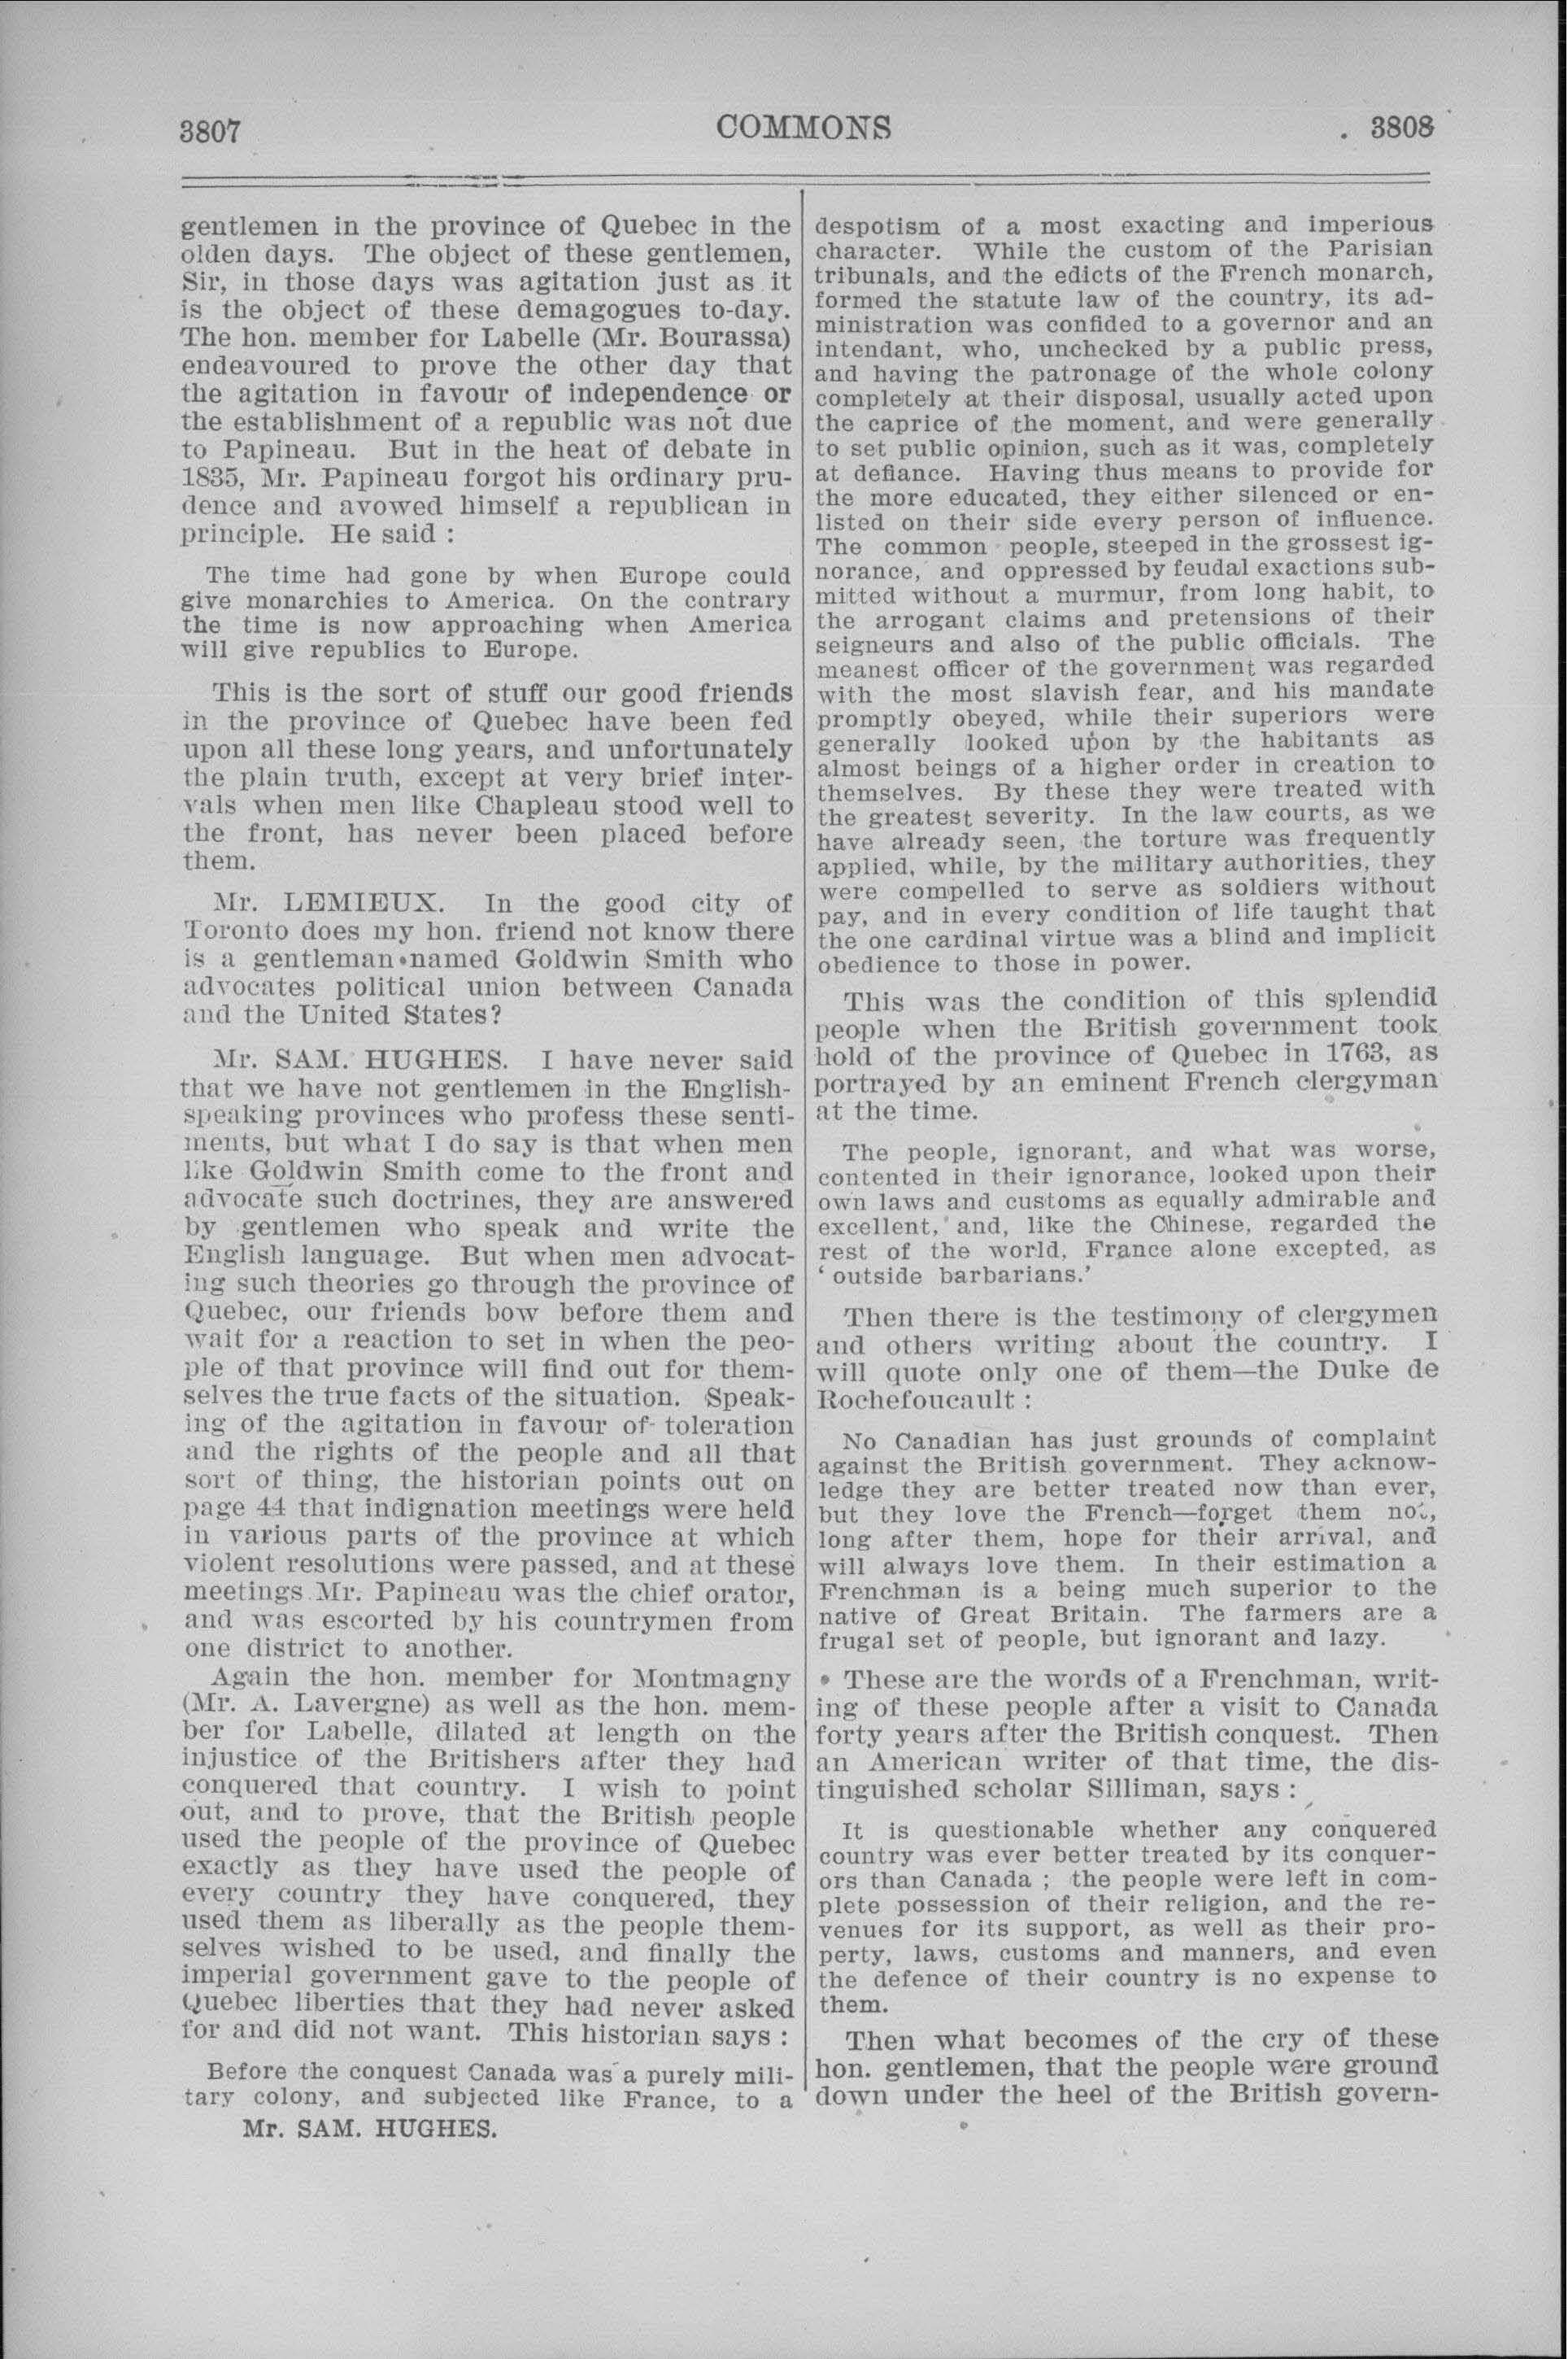 3807
COMMONS
3808
gentlemen in the province of Quebec in the
olden days. The object of these gentlemen,
Sir, in those days was agitation just as it
is the object of these demagogues to-day.
The hon. member for Labelle (Mr. Bourassa)
endeavoured to prove the other day that
the agitation in favour of independence or
the establishment of a republic was not due
to Papineau. But in the heat of debate in
1835, Mr. Papineau forgot his ordinary pru-
dence and avowed himself a republican in
principle. He said :
The time had gone by when Europe could
give monarchies to America. On the contrary
the time is now approaching when America
will give republics to Europe.
This is the sort of stuff our good friends
in the province of Quebec have been fed
upon all these long years, and unfortunately
the plain truth, except at very brief inter-
vals when men like Chapleau stood well to
the front, has never been placed before
them.
Mr. LEMIEUX. In the good city of
Toronto does my hon. friend not know there
is a gentleman named Goldwin Smith who
advocates political union between Canada
and the United States?
Mr. SAM. HUGHES. I have never said
that we have not gentlemen in the English-
speaking provinces who profess these senti-
ments, but what I do say is that when men
like Goldwin Smith come to the front and
advocate such doctrines, they are answered
by gentlemen who speak and write the
English language. But when men advocat-
ing such theories go through the province of
Quebec, our friends bow before them and
wait for a reaction to set in when the peo-
ple of that province will find out for them-
selves the true facts of the situation. Speak-
ing of the agitation in favour of toleration
and the rights of the people and all that
sort of thing, the historian points out on
page 44 that indignation meetings were held
in various parts of the province at which
violent resolutions were passed, and at these
meetings Mr. Papineau was the chief orator,
and was escorted by his countrymen from
one district to another.
Again the hon. member for Montmagny
(Mr. A. Lavergne) as well as the hon. mem-
ber for Labelle, dilated at length on the
injustice of the Britishers after they had
conquered that country. I wish to point
out, and to prove, that the British people
used the people of the province of Quebec
exactly as they have used the people of
every country they have conquered, they
used them as liberally as the people them-
selves wished to be used, and finally the
imperial government gave to the people of
Quebec liberties that they had never asked
for and did not want. This historian says :
Before the conquest Canada was a purely mili-
tary colony, and subjected like France, to a
Mr. SAM. HUGHES.
despotism of a most exacting and imperious
character. While the custom of the Parisian
tribunals, and the edicts of the French monarch,
formed the statute law of the country, its ad-
ministration was confided to a governor and an
intendant, who, unchecked by a public press,
and having the patronage of the whole colony
completely at their disposal, usually acted upon
the caprice of the moment, and were generally
to set public opinion, such as it was, completely
at defiance. Having thus means to provide for
the more educated, they either silenced or en-
listed on their side every person of influence.
The common people, steeped in the grossest ig-
norance, and oppressed by feudal exactions sub-
mitted without a murmur, from long habit, to
the arrogant claims and pretensions of their
seigneurs and also of the public officials. The
meanest officer of the government was regarded
with the most slavish fear, and his mandate
promptly obeyed, while their superiors were
generally looked upon by the habitants as
almost beings of a higher order in creation to
themselves. By these they were treated with
the greatest severity. In the law courts, as we
have already seen, the torture was frequently
applied, while, by the military authorities, they
were compelled to serve as soldiers without
pay, and in every condition of life taught that
the one cardinal virtue was a blind and implicit
obedience to those in power.
This was the condition of this splendid
people when the British government took
hold of the province of Quebec in 1763, as
portrayed by an eminent French clergyman
at the time.
The people, ignorant, and what was worse,
contented in their ignorance, looked upon their
own laws and customs as equally admirable and
excellent, and, like the Chinese, regarded the
rest of the world, France alone excepted, as
‘ outside barbarians.’
Then there is the testimony of clergymen
and others writing about the country. I
will quote only one of them—the Duke de
Rochefoucault :
No Canadian has just grounds of complaint
against the British government. They acknow-
ledge they are better treated now than ever,
but they love the French—forget them not,
long after them, hope for their arrival, and
will always love them. In their estimation a
Frenchman is a being much superior to the
native of Great Britain. The farmers are a
frugal set of people, but ignorant and lazy.
These are the words of a Frenchman, writ-
ing of these people after a visit to Canada
forty years after the British conquest. Then
an American writer of that time, the dis-
tinguished scholar Silliman, says :
It is questionable whether any conquered
country was ever better treated by its conquer-
ors than Canada ; the people were left in com-
plete possession of their religion, and the re-
venues for its support, as well as their pro-
perty, laws, customs and manners, and even
the defence of their country is no expense to
them.
Then what becomes of the cry of these
hon. gentlemen, that the people were ground
down under the heel of the British govern-